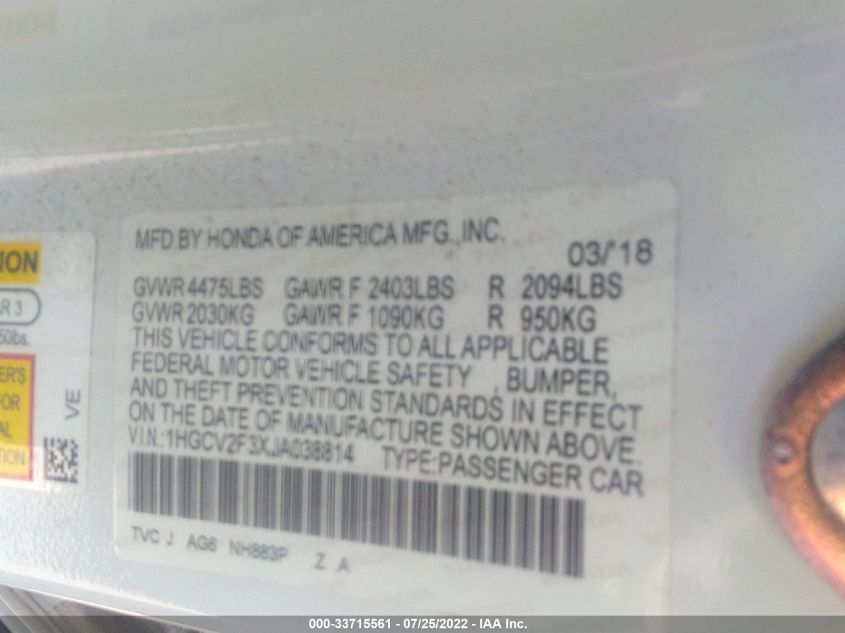 MFD.BY HONDA OF AMERICA MFG.,INC.
03/'18
GVWR 4475LBS GAWR F 2403LBS R 2094LBS
GVWR 2030KG GAWR F 1090KG R 950KG
THIS VEHICLE CONFORMS TO ALL APPLICABLE
FEDERAL MOTOR VEHICLE SAFETY , BUMPER,
AND THEFT PREVENTION STANDARDS IN EFFECT
ON THE DATE OF MANUFACTURE SHOWN ABOVE.
V.I.N.:1HGCV2F3XJA038814 TYPE:PASSENGER CAR
TVC J AG6 NH883P Z A
ION
R 3
50lbs.
ER'S
FOR
AL
TION
VE
000-33715561 - 07/25/2022 - IAA Inc.